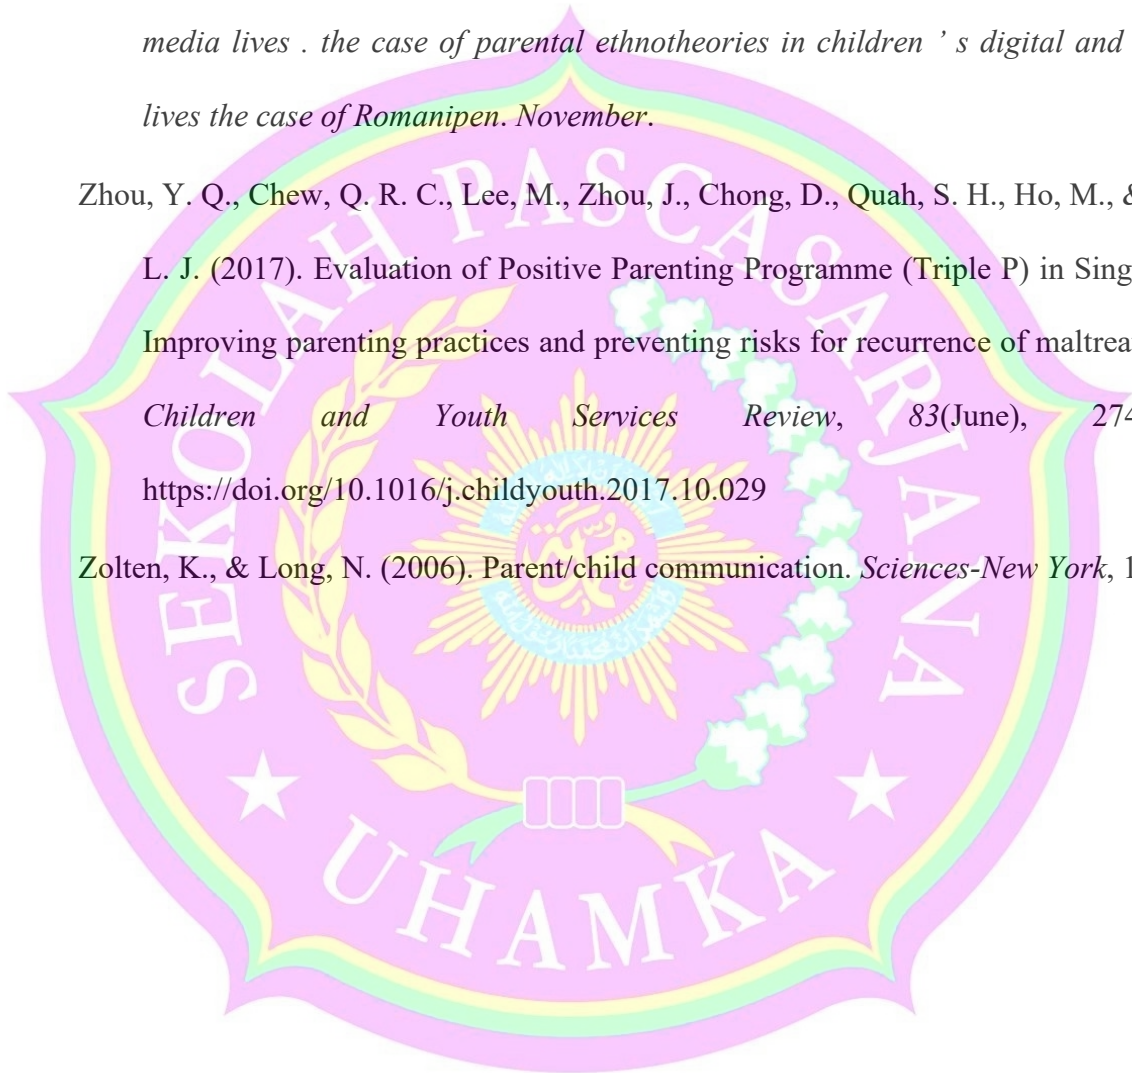 media lives . the case of parental ethnotheories in children ’ s digital and
lives the case of Romanipen. November.
Zhou, Y. Q., Chew, Q. R. C., Lee, M., Zhou, J., Chong, D., Quah, S. H., Ho, M., &
L. J. (2017). Evaluation of Positive Parenting Programme (Triple P) in Sing
Improving parenting practices and preventing risks for recurrence of maltrea
Children and Youth Services Review, 83(June), 274
https://doi.org/10.1016/j.childyouth.2017.10.029
Zolten, K., & Long, N. (2006). Parent/child communication. Sciences-New York, 1
SEKOLAH PASCASARJANA
UHAMKA